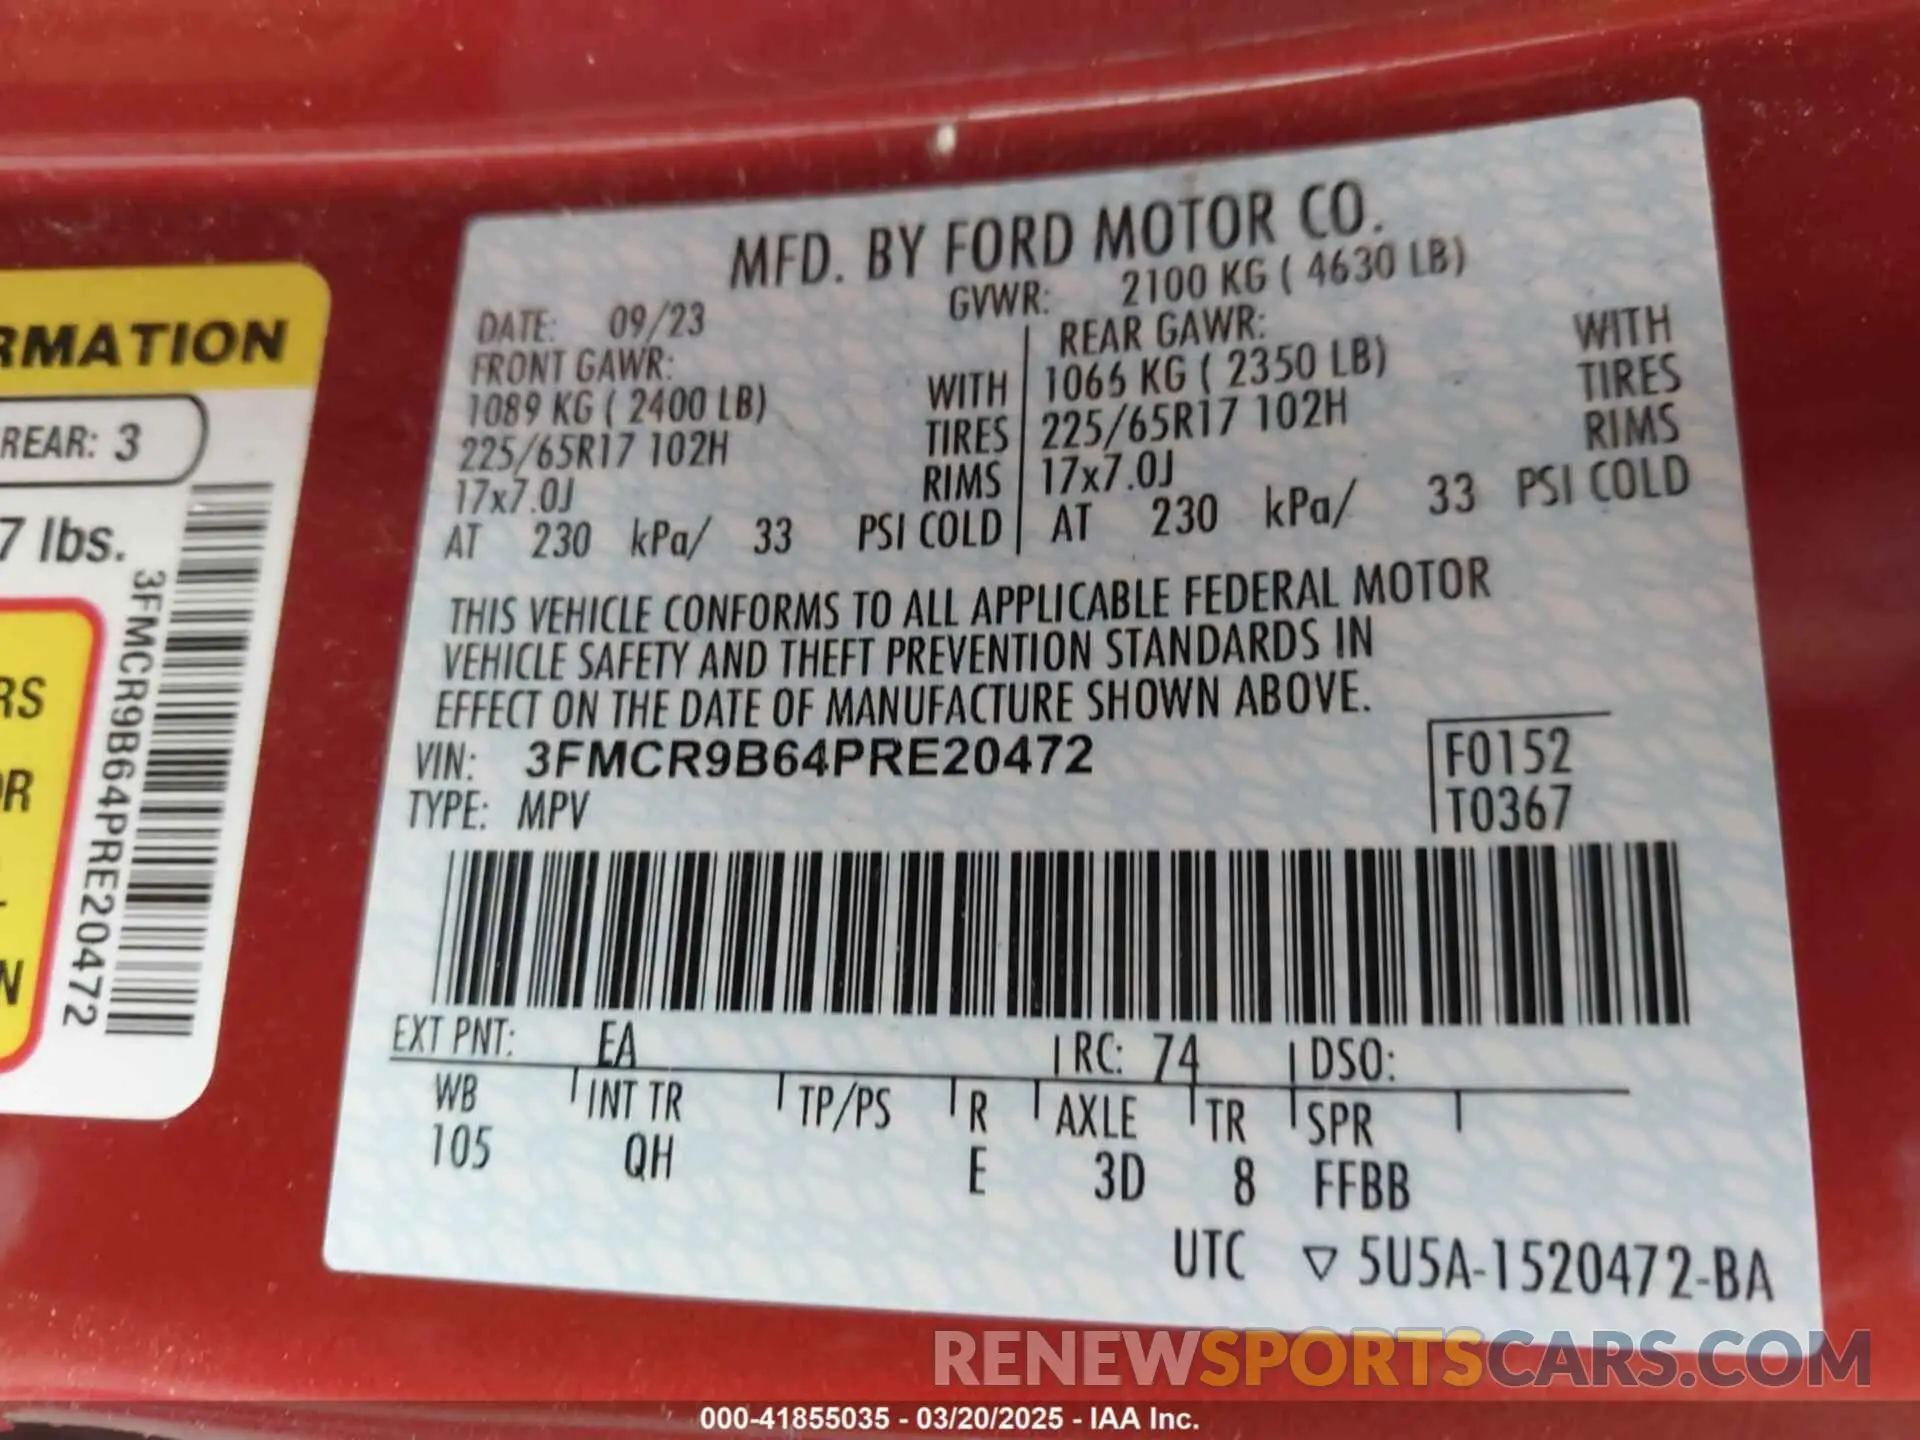 MFD. BY FORD MOTOR CO.
DATE: 09/23 GVWR: 2100 KG ( 4630 LB)
FRONT GAWR: REAR GAWR:
1089 KG ( 2400 LB) WITH 1065 KG ( 2350 LB) WITH
225/65R17 102H TIRES 225/65R17 102H TIRES
17x7.0J RIMS 17x7.0J RIMS
AT 230 kPa/ 33 PSI COLD AT 230 kPa/ 33 PSI COLD
THIS VEHICLE CONFORMS TO ALL APPLICABLE FEDERAL MOTOR
VEHICLE SAFETY AND THEFT PREVENTION STANDARDS IN
EFFECT ON THE DATE OF MANUFACTURE SHOWN ABOVE.
VIN: 3FMCR9B64PRE20472 F0152
TYPE: MPV T0367
EXT PNT: EA RC: 74 DSO:
WB INT TR TP/PS R AXLE TR SPR
105 QH E 3D 8 FFBB
UTC ▽ 5U5A-1520472-BA
RMATION
REAR: 3
7 lbs.
3FMCR9B64PRE20472
RS
OR
N
RENEWSPORTSCARS.COM
000-41855035 - 03/20/2025 - IAA Inc.